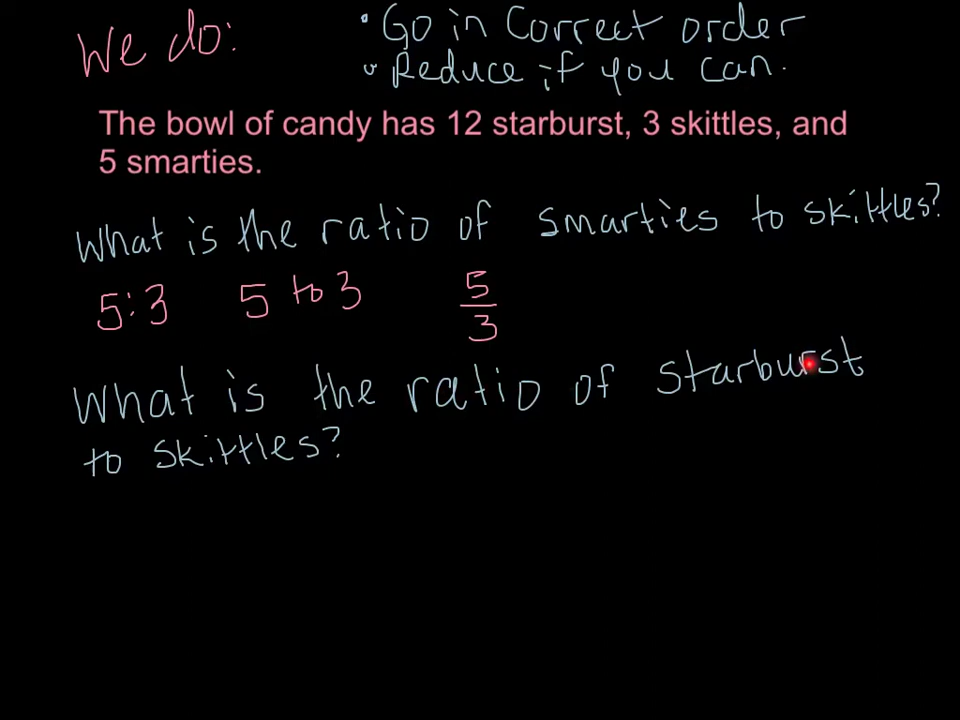 We do:
• Go in Correct order
• Reduce if you can.
The bowl of candy has 12 starburst, 3 skittles, and
5 smarties.
What is the ratio of smarties to skittles?
5:3 5 to 3 5/3
What is the ratio of starburst
to skittles?